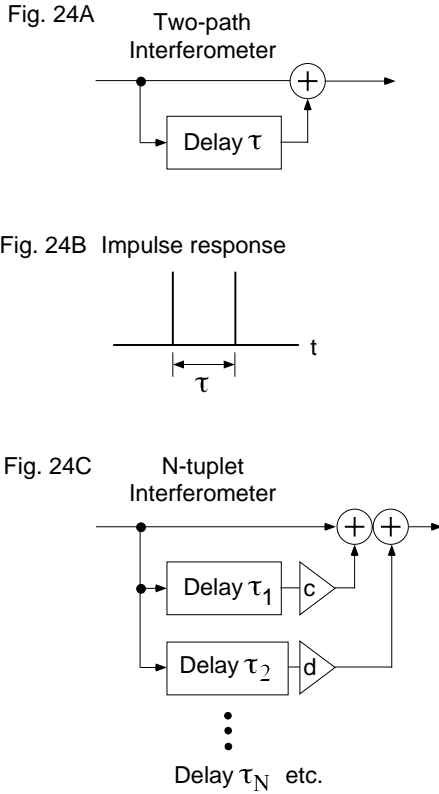 Fig. 24A
Two-path
Interferometer
+
Delay τ
Fig. 24B Impulse response
t
τ
Fig. 24C
N-tuplet
Interferometer
+ +
Delay τ1 c
Delay τ2 d
Delay τN etc.